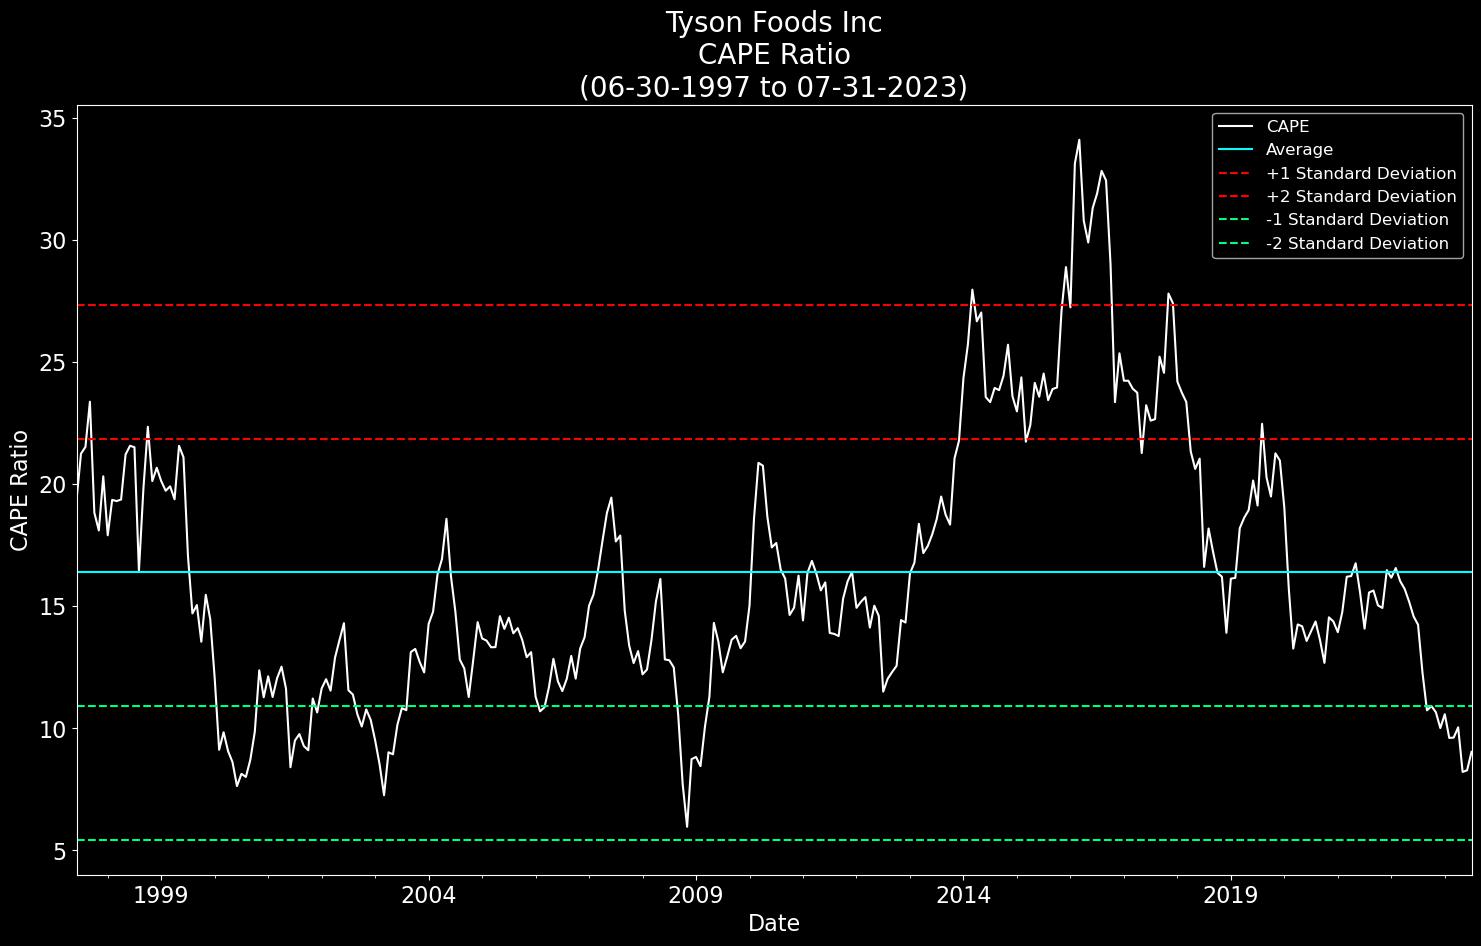 Tyson Foods Inc
CAPE Ratio
(06-30-1997 to 07-31-2023)
35
30
25
20
15
10
5
CAPE Ratio
CAPE
Average
+1 Standard Deviation
+2 Standard Deviation
-1 Standard Deviation
-2 Standard Deviation
1999 2004 2009 2014 2019
Date